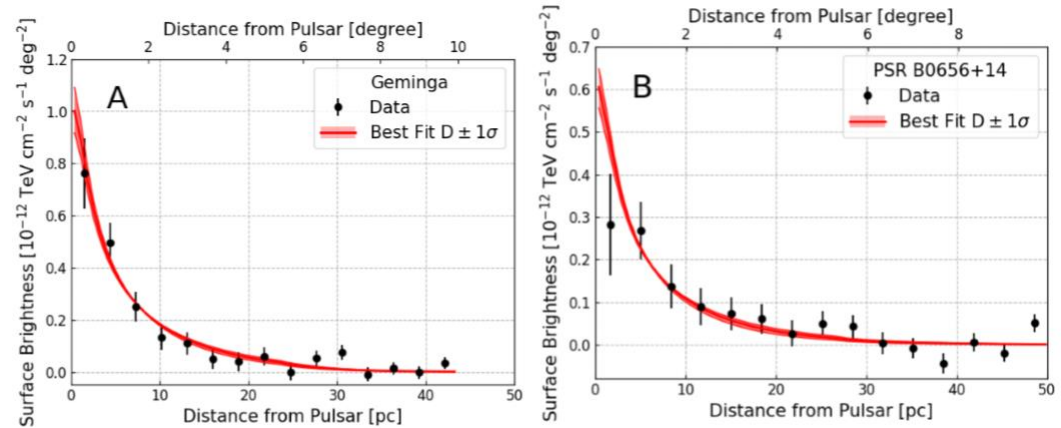 Distance from Pulsar [degree]
0 2 4 6 8 10
Surface Brightness [10⁻¹² TeV cm⁻² s⁻¹ deg⁻²]
1.2
1.0
0.8
0.6
0.4
0.2
0.0
A
Geminga
Data
Best Fit D ± 1σ
0 10 20 30 40 50
Distance from Pulsar [pc]
Distance from Pulsar [degree]
0 2 4 6 8
Surface Brightness [10⁻¹² TeV cm⁻² s⁻¹ deg⁻²]
0.7
0.6
0.5
0.4
0.3
0.2
0.1
0.0
B
PSR B0656+14
Data
Best Fit D ± 1σ
0 10 20 30 40 50
Distance from Pulsar [pc]